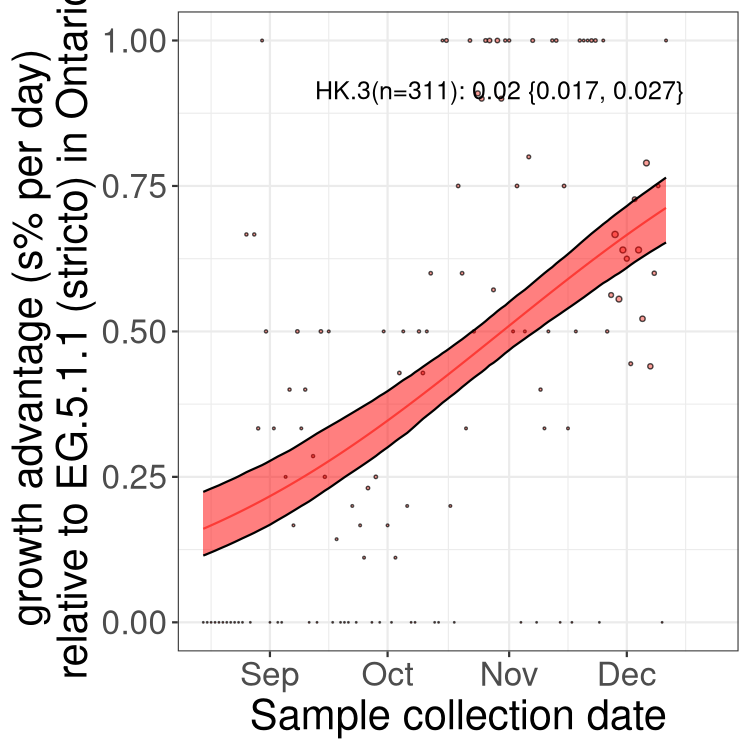 growth advantage (s% per day)
relative to EG.5.1.1 (stricto) in Ontario
1.00
0.75
0.50
0.25
0.00
HK.3(n=311): 0.02 {0.017, 0.027}
Sep Oct Nov Dec
Sample collection date